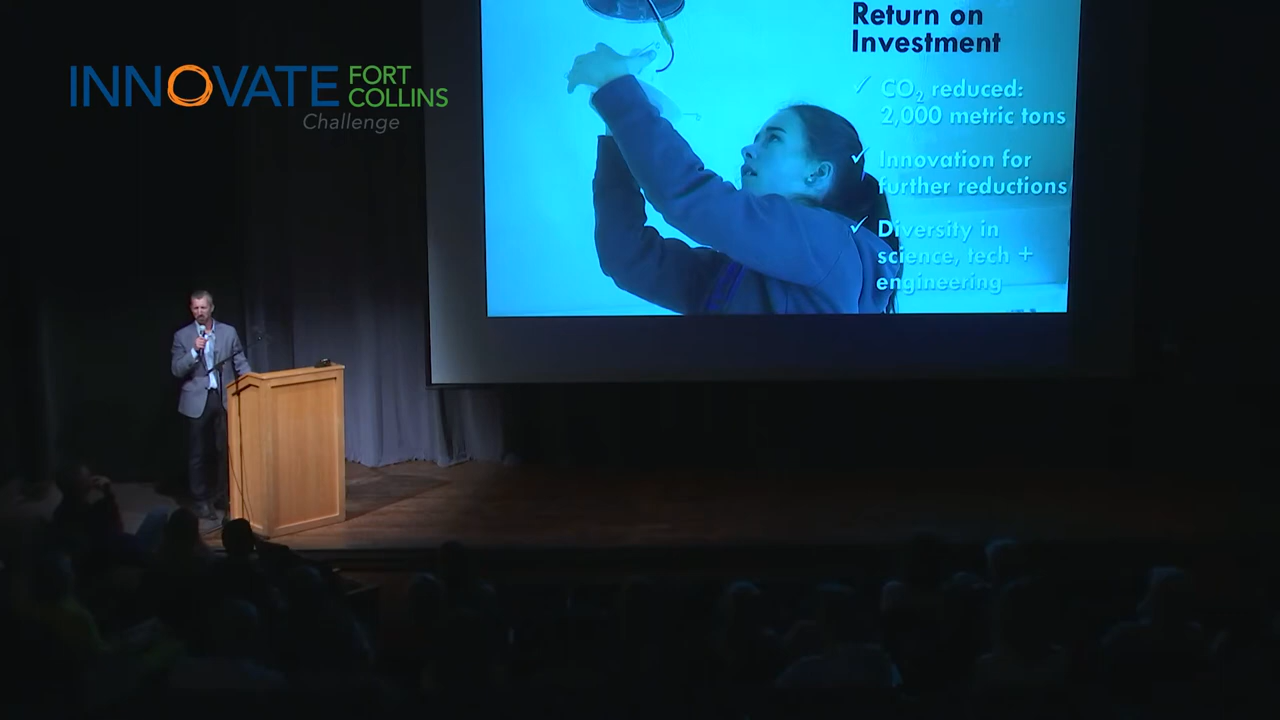 INNOVATE FORT
COLLINS
Challenge
Return on
Investment
✓ CO₂ reduced:
2,000 metric tons
✓ Innovation for
further reductions
✓ Diversity in
science, tech +
engineering